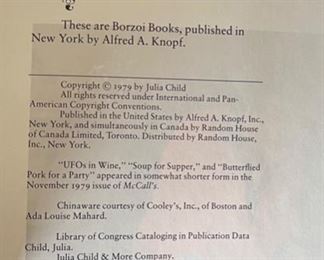 These are Borzoi Books, published in
New York by Alfred A. Knopf.
Copyright © 1979 by Julia Child
All rights reserved under International and Pan-
American Copyright Conventions.
Published in the United States by Alfred A. Knopf, Inc.,
New York, and simultaneously in Canada by Random House
of Canada Limited, Toronto. Distributed by Random House,
Inc., New York.
"UFOs in Wine," "Soup for Supper," and "Butterflied
Pork for a Party" appeared in somewhat shorter form in the
November 1979 issue of McCall's.
Chinaware courtesy of Cooley's, Inc., of Boston and
Ada Louise Mahard.
Library of Congress Cataloging in Publication Data
Child, Julia.
Julia Child & More Company.